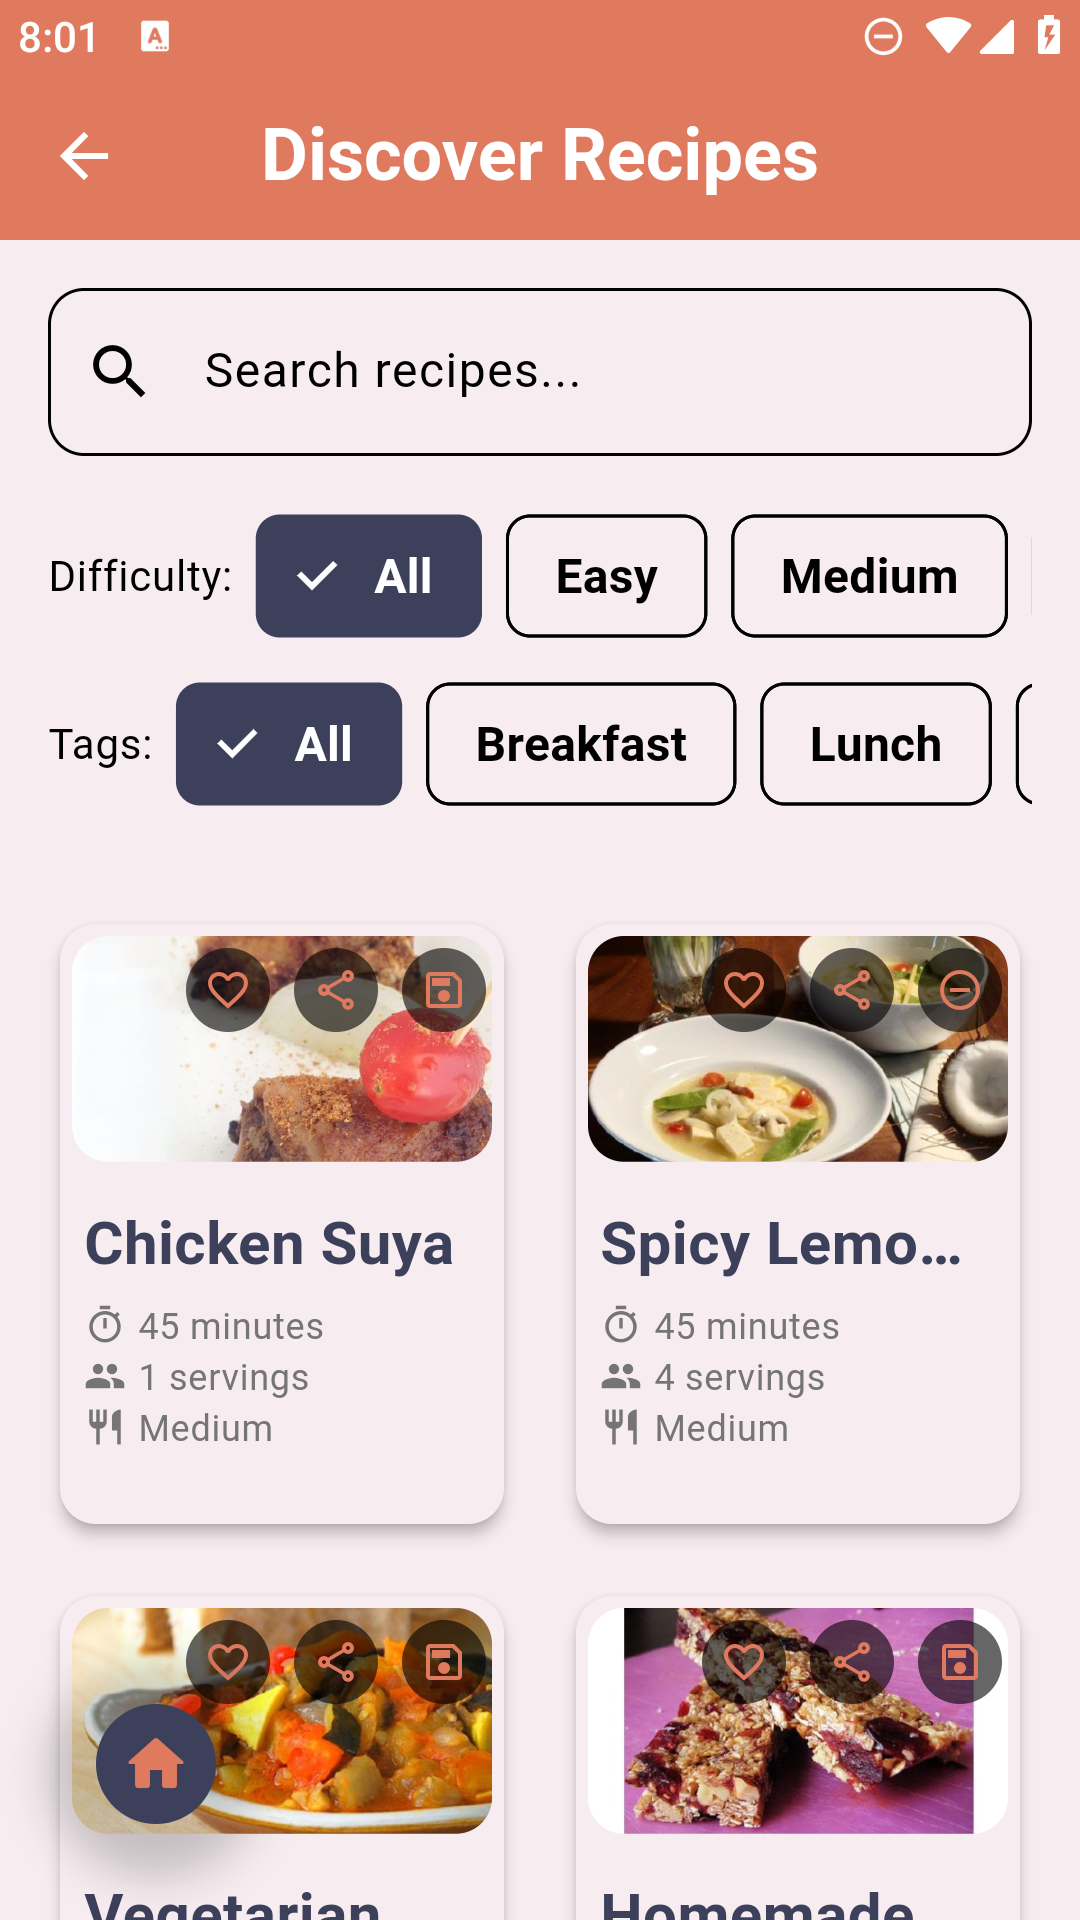 8:01
Discover Recipes
Search recipes...
Difficulty: All Easy Medium
Tags: All Breakfast Lunch
Chicken Suya
45 minutes
1 servings
Medium
Spicy Lemo...
45 minutes
4 servings
Medium
Vegetarian
Homemade